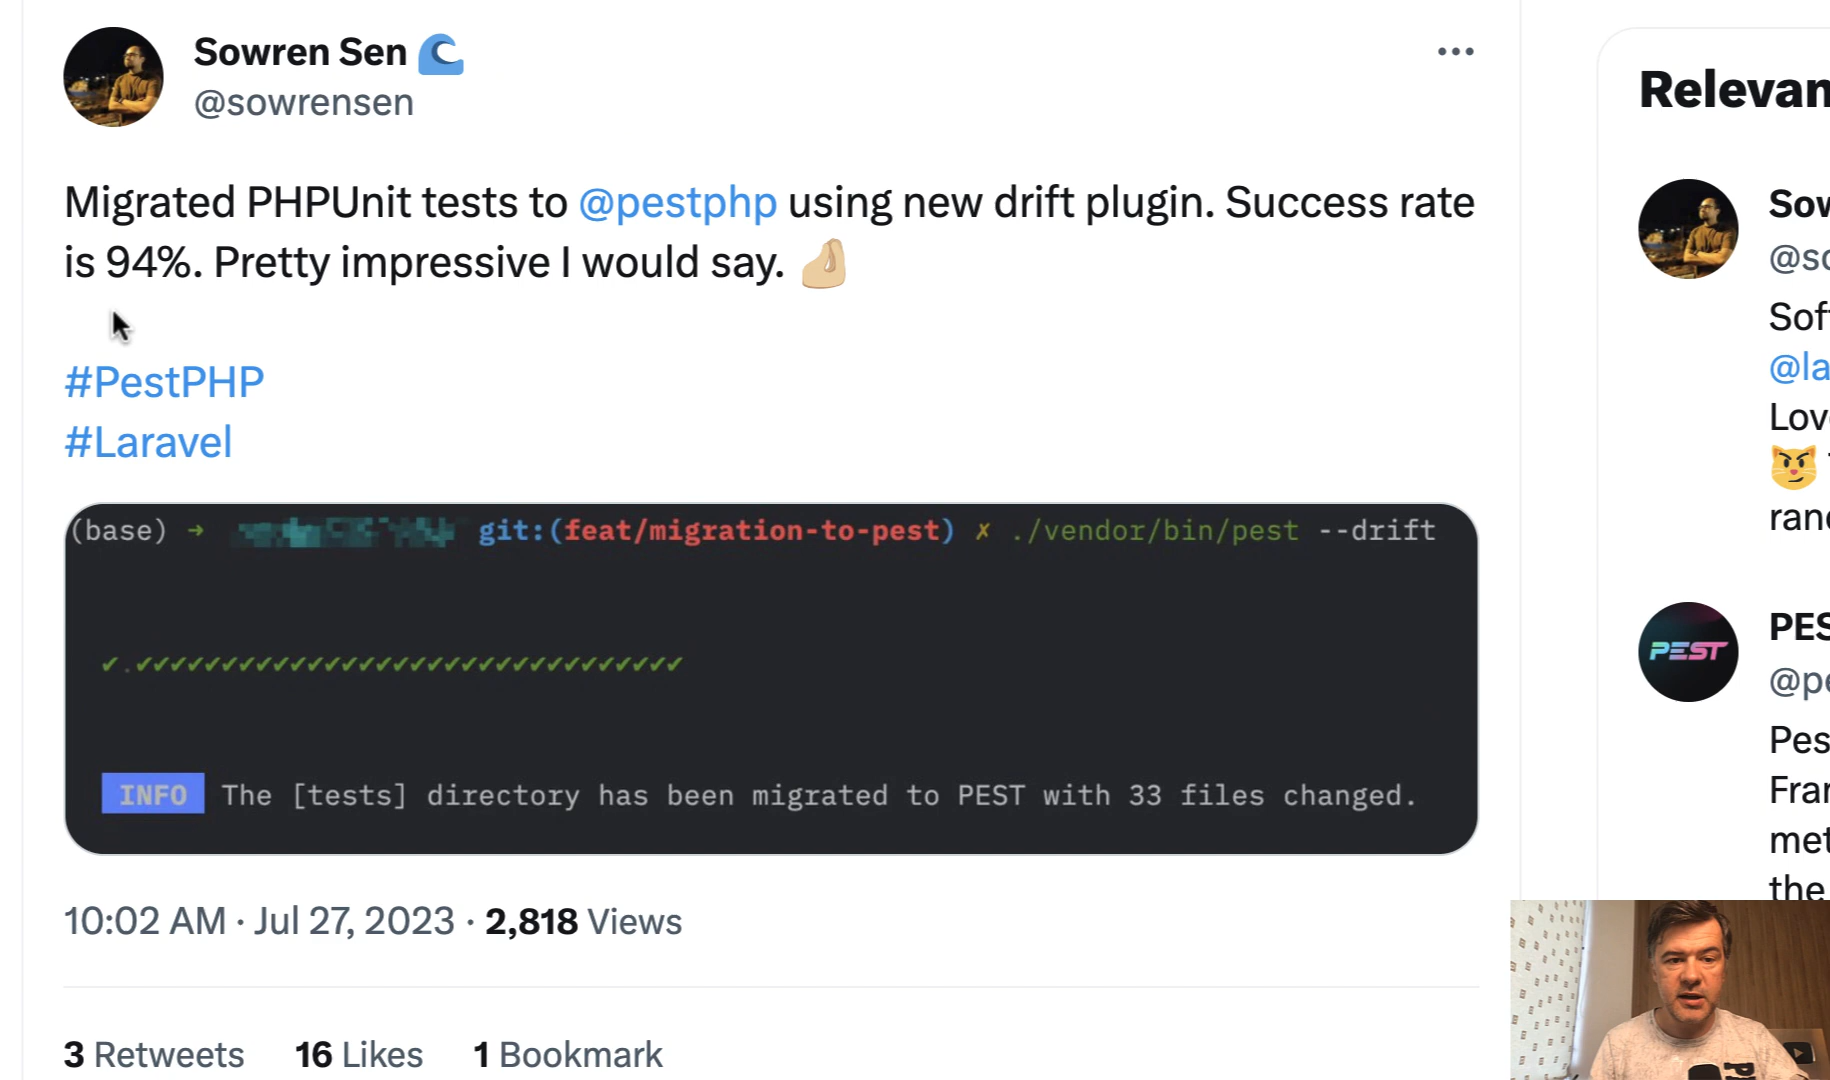 Sowren Sen
@sowrensen
Migrated PHPUnit tests to @pestphp using new drift plugin. Success rate
is 94%. Pretty impressive I would say.
#PestPHP
#Laravel
(base) → git:(feat/migration-to-pest) ✗ ./vendor/bin/pest --drift
✔.✔✔✔✔✔✔✔✔✔✔✔✔✔✔✔✔✔✔✔✔✔✔✔✔✔✔✔✔✔✔✔✔
INFO The [tests] directory has been migrated to PEST with 33 files changed.
10:02 AM · Jul 27, 2023 · 2,818 Views
3 Retweets 16 Likes 1 Bookmark
Relevan
Sow
@so
Sof
@la
Lov
ran
PEST
PES
@pe
Pes
Fra
met
the